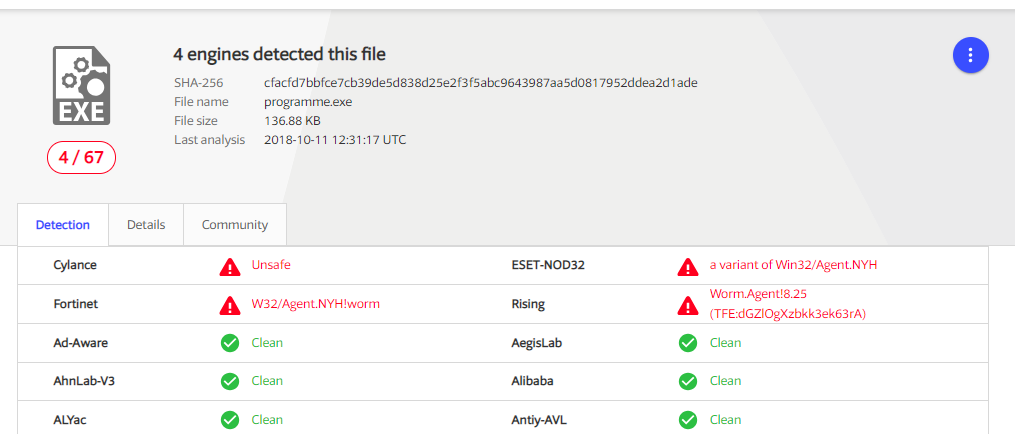 4 engines detected this file
SHA-256 cfacfd7bbfce7cb39de5d838d25e2f3f5abc9643987aa5d0817952ddea2d1ade
File name programme.exe
File size 136.88 KB
Last analysis 2018-10-11 12:31:17 UTC
EXE
4 / 67
Detection Details Community
Cylance Unsafe ESET-NOD32 a variant of Win32/Agent.NYH
Fortinet W32/Agent.NYH!worm Rising Worm.Agent!8.25
(TFE:dGZlOgXzbkk3ek63rA)
Ad-Aware Clean AegisLab Clean
AhnLab-V3 Clean Alibaba Clean
ALYac Clean Antiy-AVL Clean